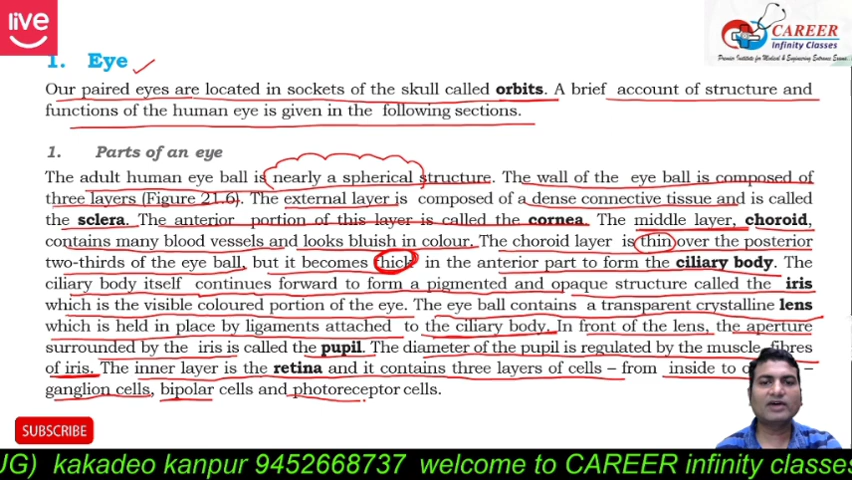 live
CAREER
Infinity Classes
Premier Institute for Medical & Engineering Entrance Exams
1. Eye
Our paired eyes are located in sockets of the skull called orbits. A brief account of structure and
functions of the human eye is given in the following sections.
1. Parts of an eye
The adult human eye ball is nearly a spherical structure. The wall of the eye ball is composed of
three layers (Figure 21.6). The external layer is composed of a dense connective tissue and is called
the sclera. The anterior portion of this layer is called the cornea. The middle layer, choroid,
contains many blood vessels and looks bluish in colour. The choroid layer is thin over the posterior
two-thirds of the eye ball, but it becomes thick in the anterior part to form the ciliary body. The
ciliary body itself continues forward to form a pigmented and opaque structure called the iris
which is the visible coloured portion of the eye. The eye ball contains a transparent crystalline lens
which is held in place by ligaments attached to the ciliary body. In front of the lens, the aperture
surrounded by the iris is called the pupil. The diameter of the pupil is regulated by the muscle fibres
of iris. The inner layer is the retina and it contains three layers of cells – from inside to –
ganglion cells, bipolar cells and photoreceptor cells.
SUBSCRIBE
UG) kakadeo kanpur 9452668737 welcome to CAREER infinity classes